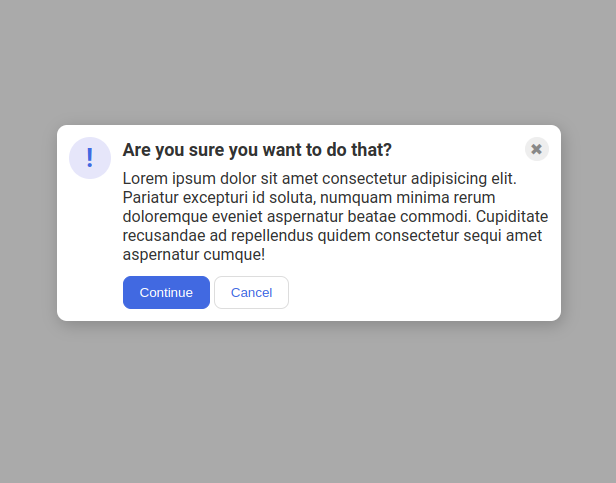 !
Are you sure you want to do that?
✖
Lorem ipsum dolor sit amet consectetur adipisicing elit.
Pariatur excepturi id soluta, numquam minima rerum
doloremque eveniet aspernatur beatae commodi. Cupiditate
recusandae ad repellendus quidem consectetur sequi amet
aspernatur cumque!
Continue
Cancel